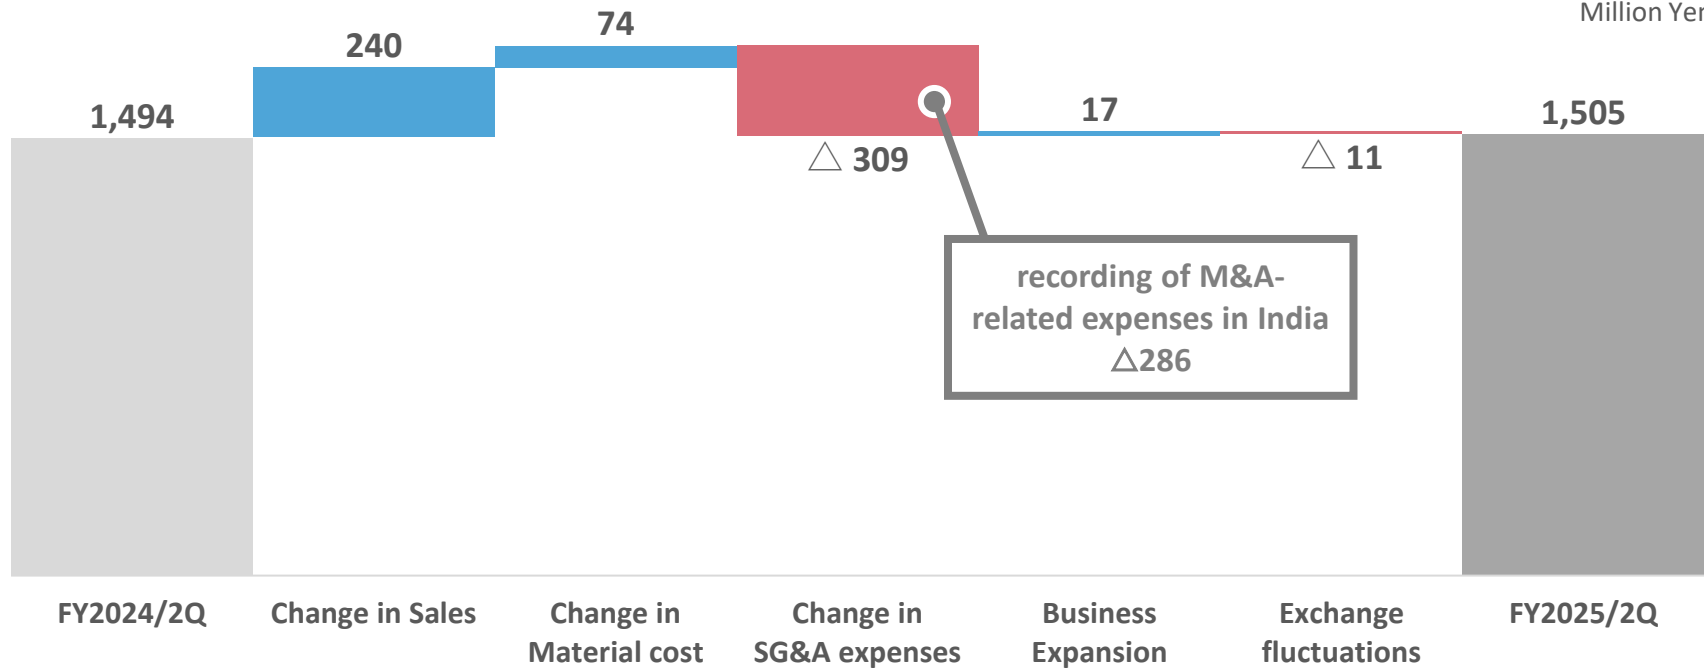 Million Yen
74
240
1,494
17
1,505
△ 309
△ 11
recording of M&A-
related expenses in India
△286
FY2024/2Q
Change in Sales
Change in
Material cost
Change in
SG&A expenses
Business
Expansion
Exchange
fluctuations
FY2025/2Q